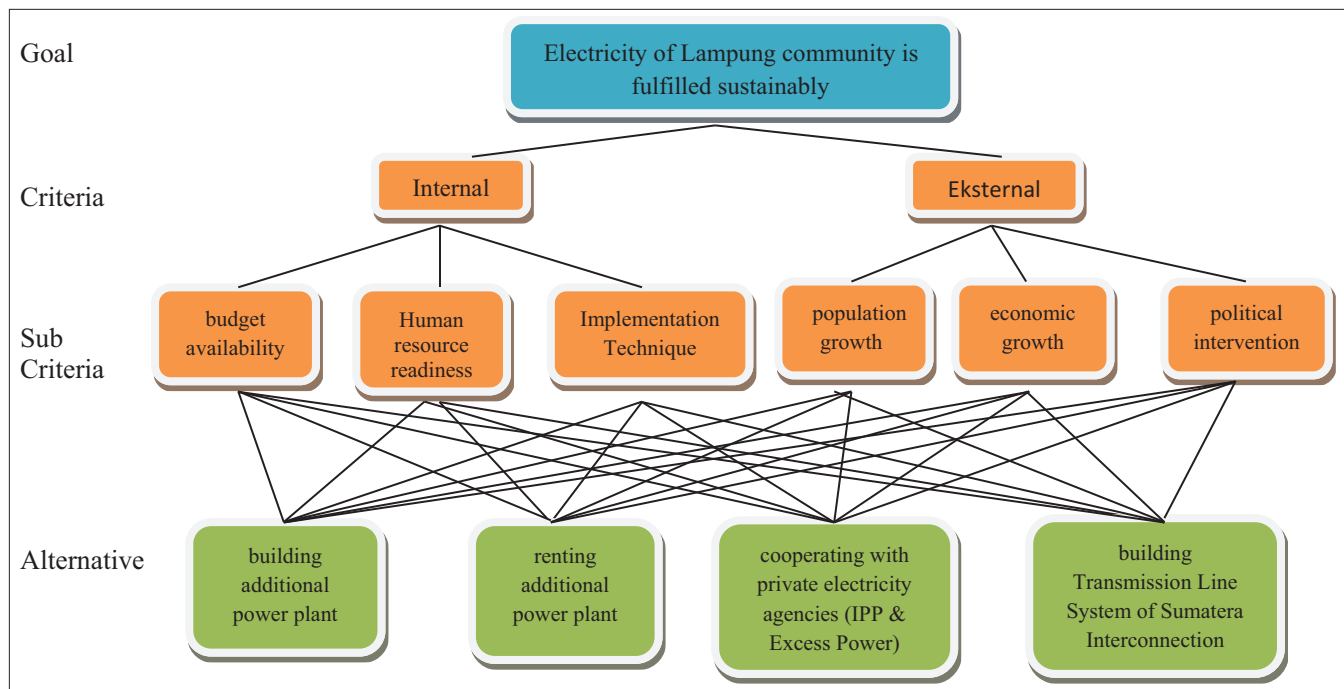 Goal
Electricity of Lampung community is
fulfilled sustainably
Criteria
Internal
Eksternal
Sub
Criteria
budget
availability
Human
resource
readiness
Implementation
Technique
population
growth
economic
growth
political
intervention
Alternative
building
additional
power plant
renting
additional
power plant
cooperating with
private electricity
agencies (IPP &
Excess Power)
building
Transmission Line
System of Sumatera
Interconnection